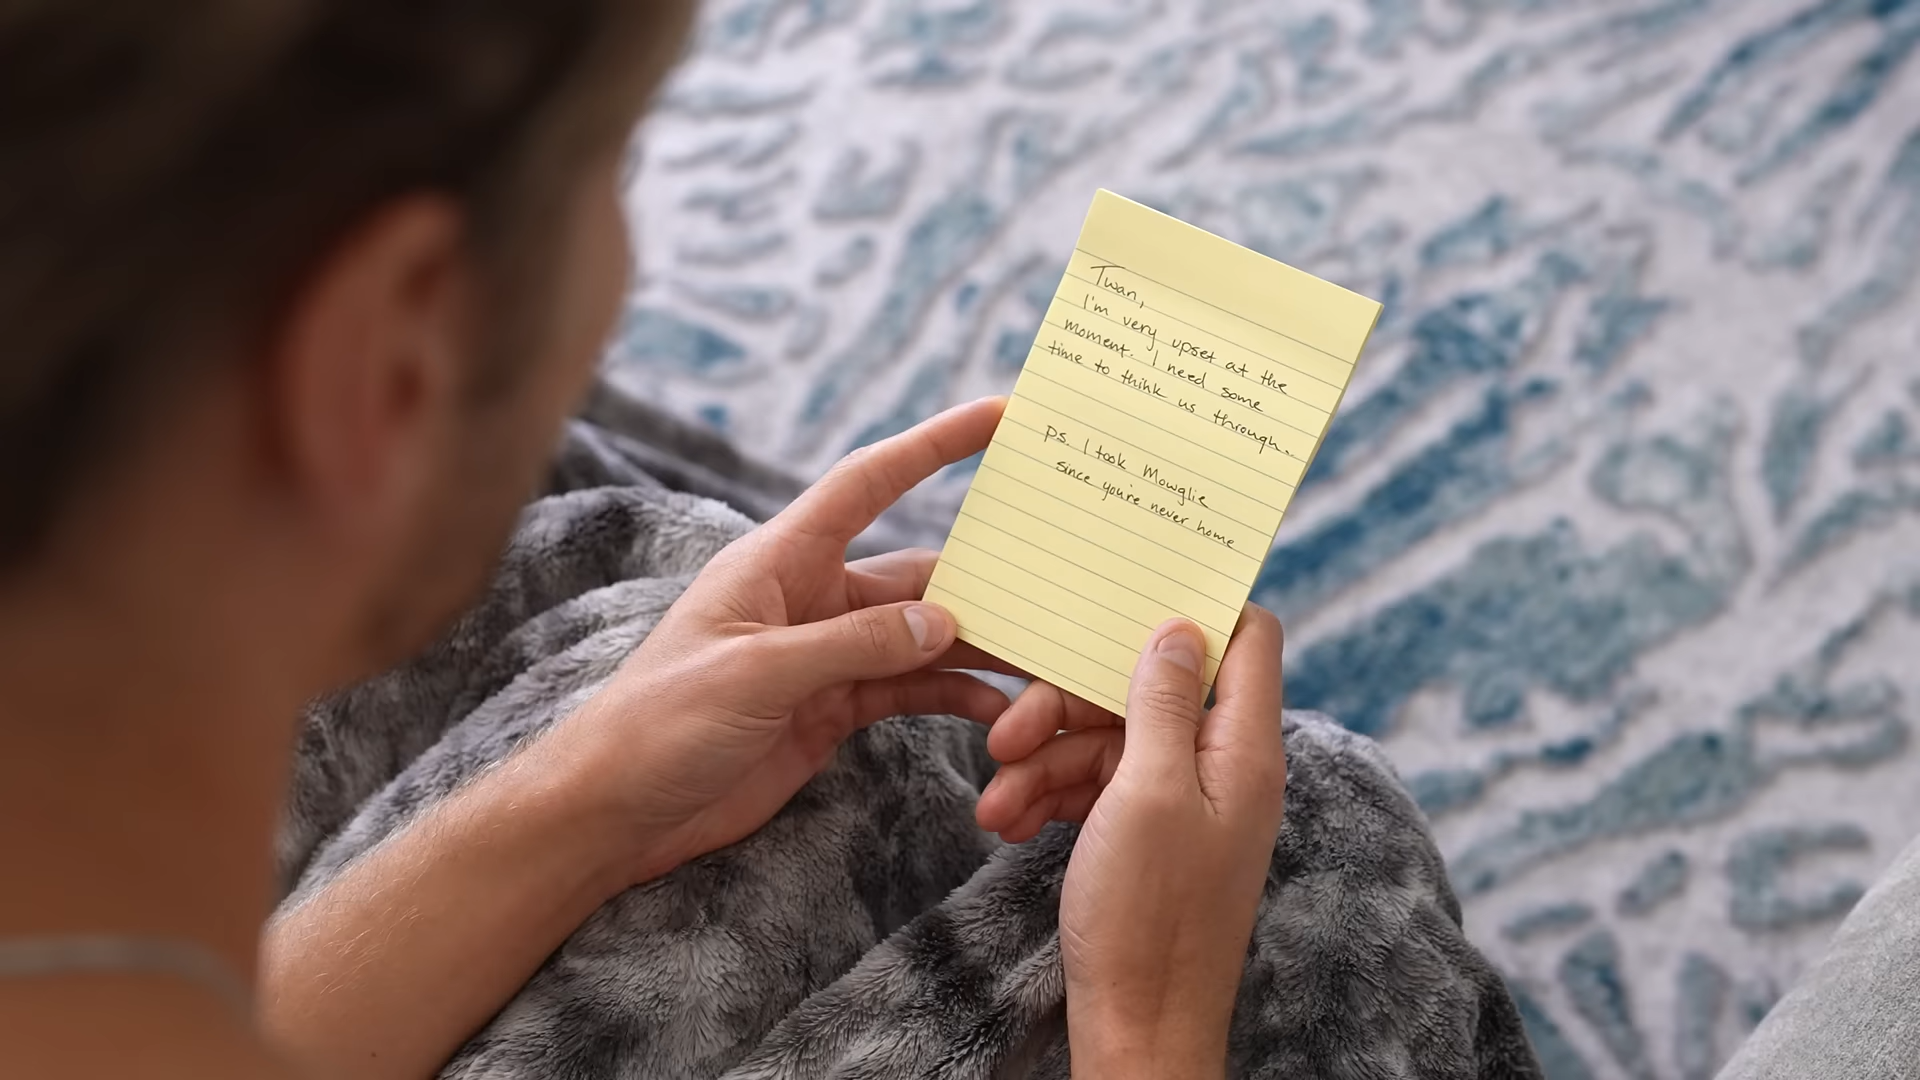 Twan,
I'm very upset at the
moment. I need some
time to think us through..
ps. I took Mowglie
since you're never home